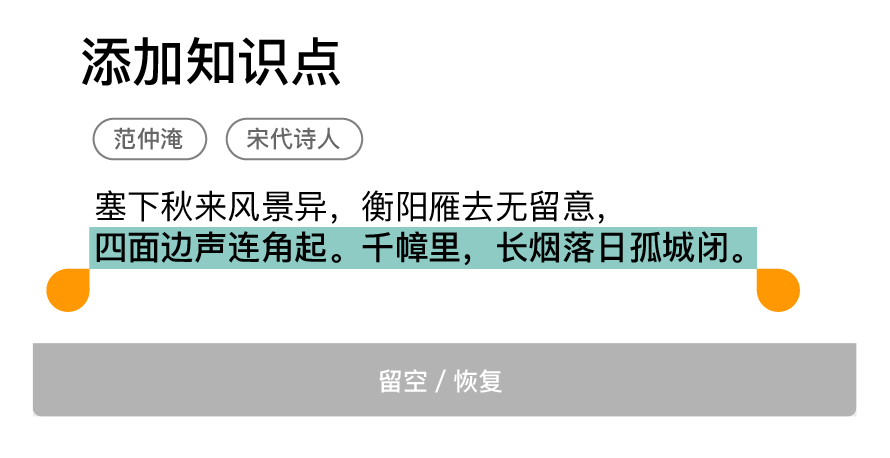 添加知识点
范仲淹 宋代诗人
塞下秋来风景异，衡阳雁去无留意，
四面边声连角起。千幛里，长烟落日孤城闭。
留空 / 恢复